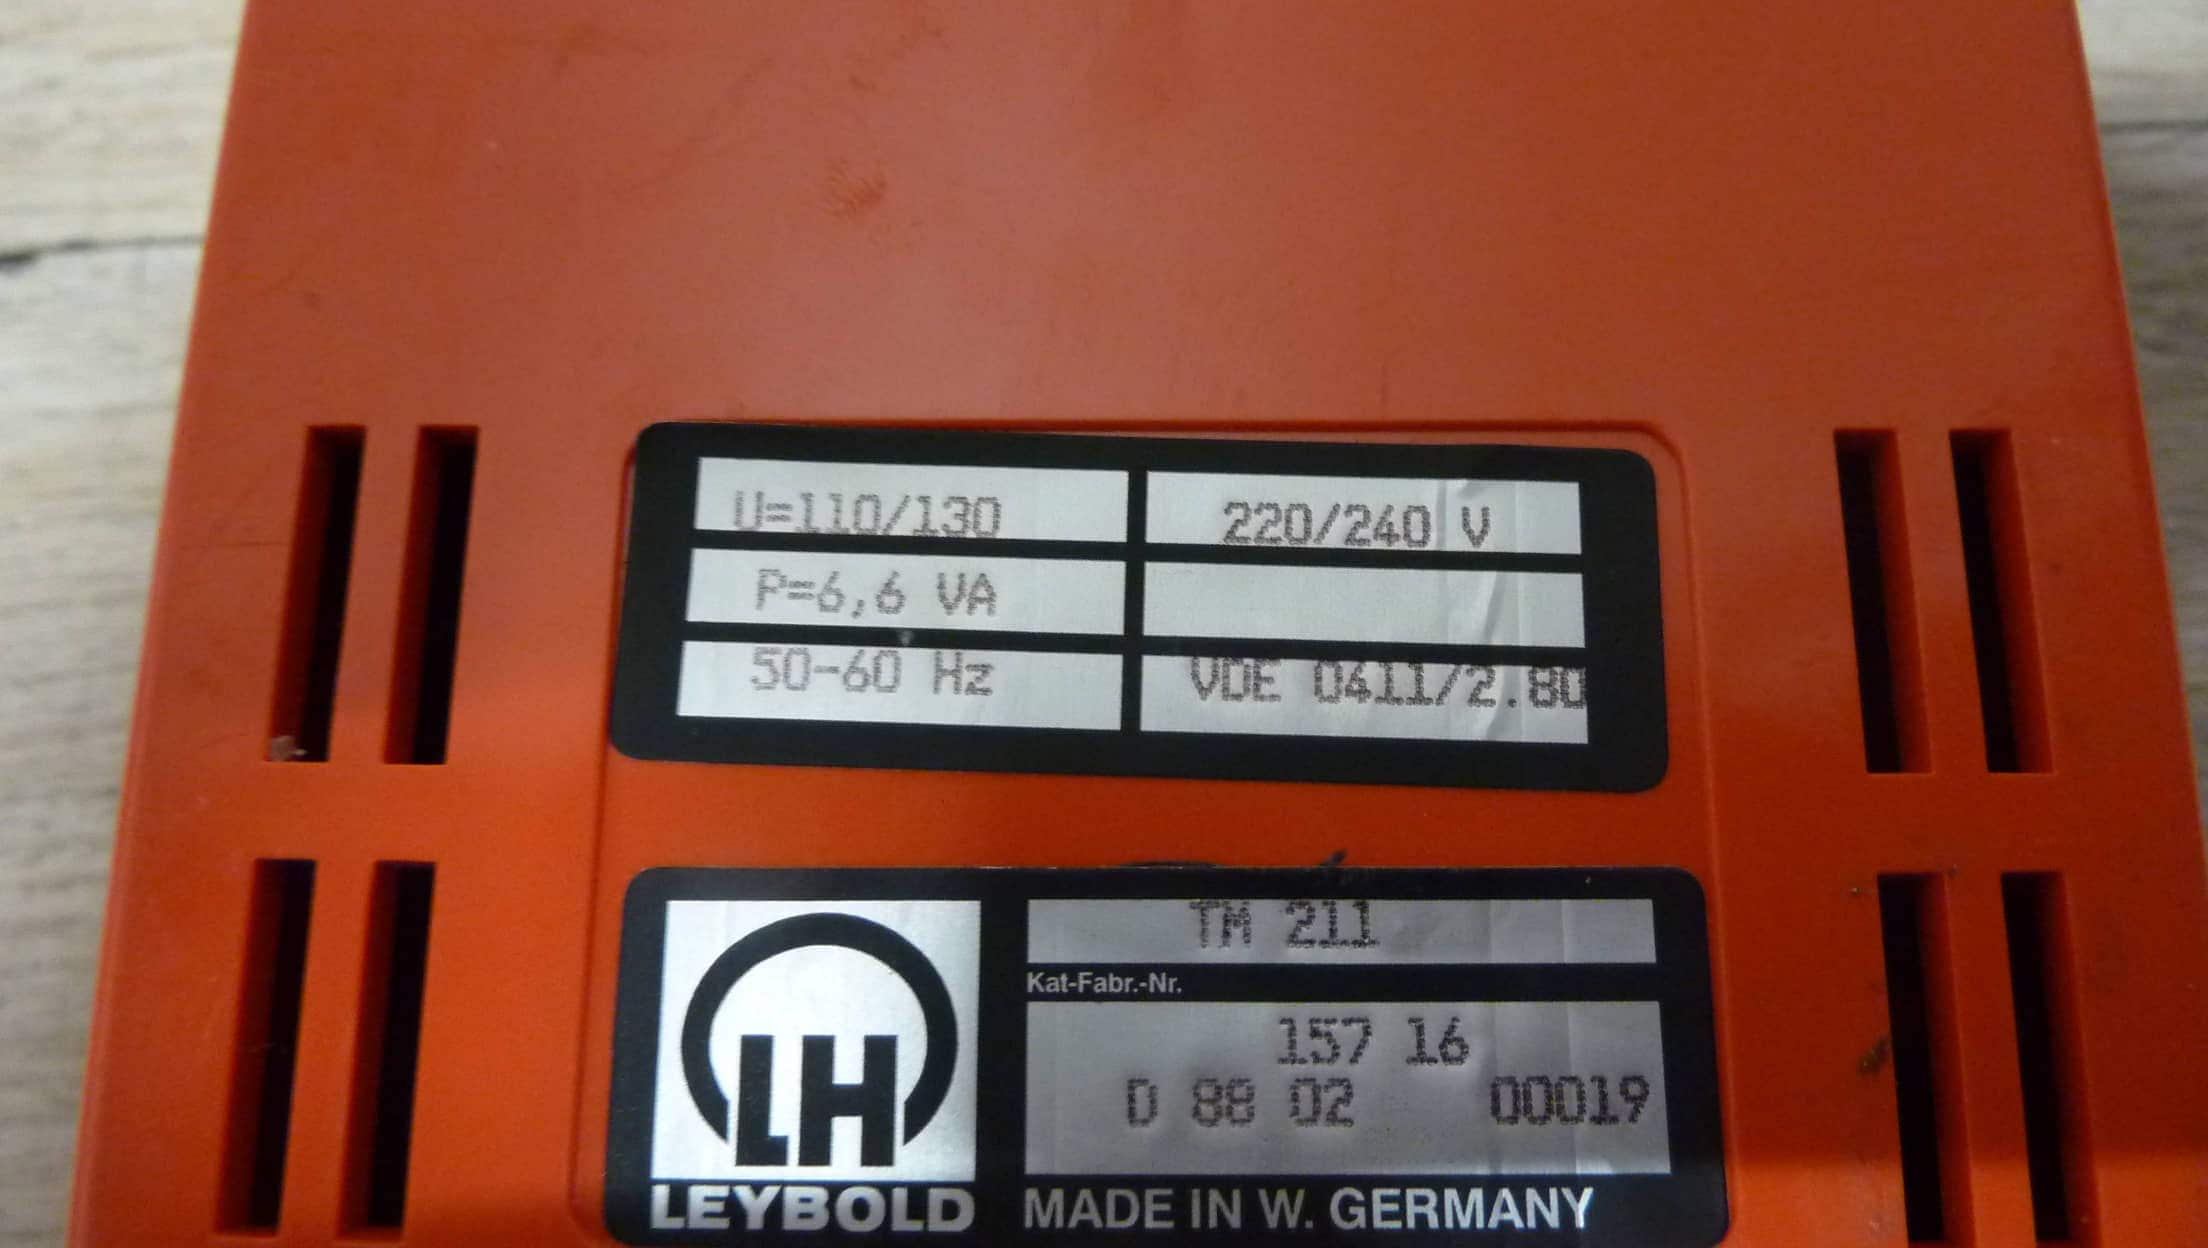 U=110/130 220/240 V
P=6,6 VA
50-60 Hz VDE 0411/2.80
TM 211
Kat-Fabr.-Nr.
157 16
D 88 02 00019
LH
LEYBOLD MADE IN W. GERMANY